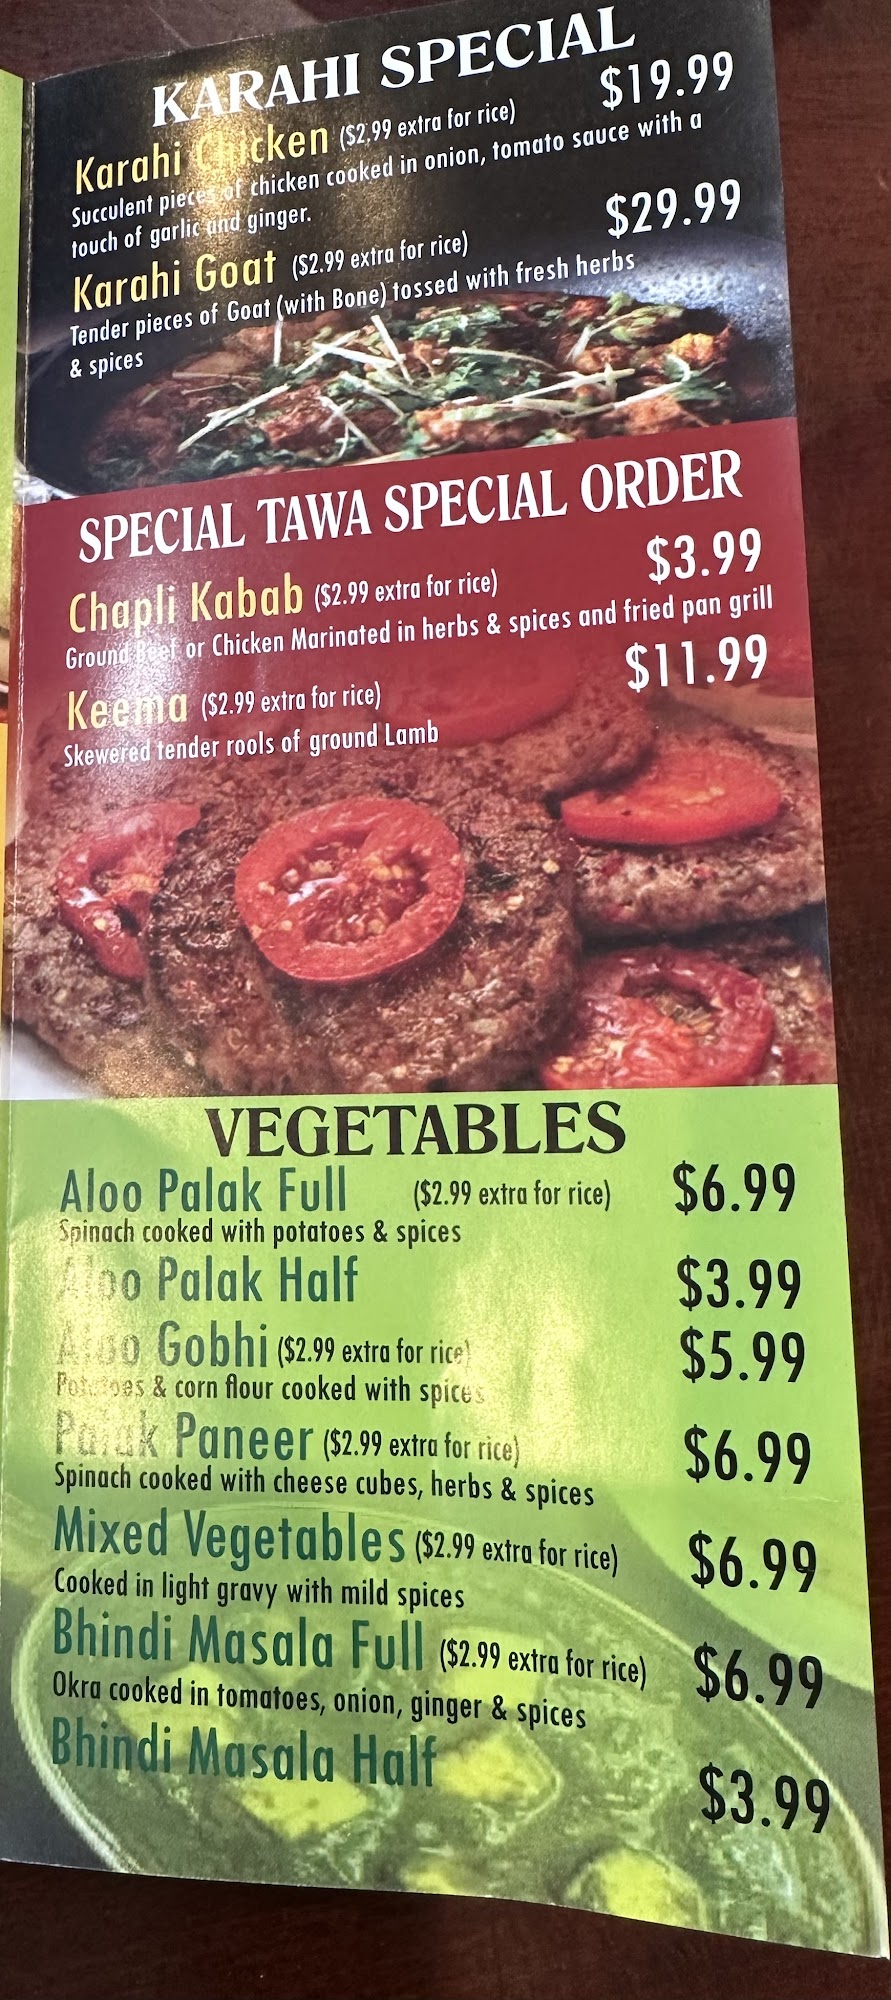 KARAHI SPECIAL
Karahi Chicken ($2.99 extra for rice) $19.99
Succulent pieces of chicken cooked in onion, tomato sauce with a
touch of garlic and ginger.
Karahi Goat ($2.99 extra for rice) $29.99
Tender pieces of Goat (with Bone) tossed with fresh herbs
& spices
SPECIAL TAWA SPECIAL ORDER
Chapli Kabab ($2.99 extra for rice) $3.99
Ground Beef or Chicken Marinated in herbs & spices and fried pan grill
Keema ($2.99 extra for rice) $11.99
Skewered tender rools of ground Lamb
VEGETABLES
Aloo Palak Full ($2.99 extra for rice) $6.99
Spinach cooked with potatoes & spices
Aloo Palak Half $3.99
Aloo Gobhi ($2.99 extra for rice) $5.99
Potatoes & corn flour cooked with spices
Palak Paneer ($2.99 extra for rice) $6.99
Spinach cooked with cheese cubes, herbs & spices
Mixed Vegetables ($2.99 extra for rice) $6.99
Cooked in light gravy with mild spices
Bhindi Masala Full ($2.99 extra for rice) $6.99
Okra cooked in tomatoes, onion, ginger & spices
Bhindi Masala Half $3.99